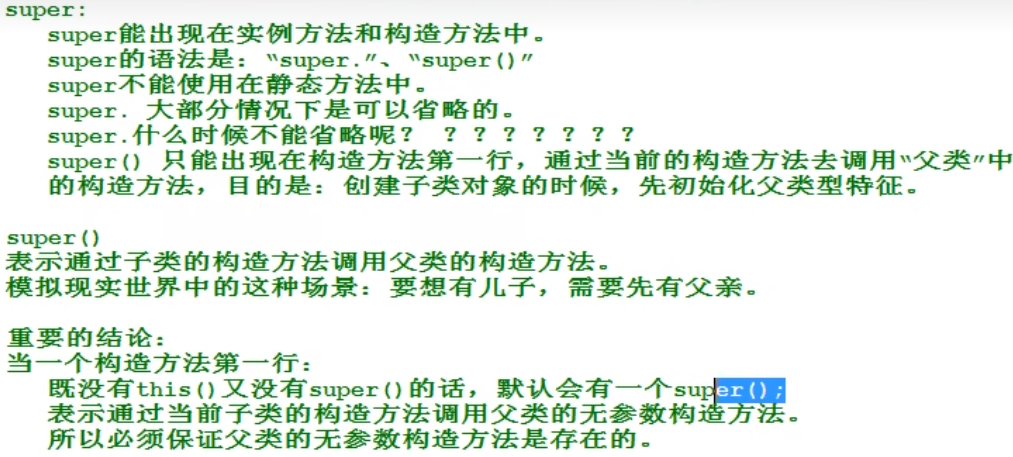 super:
super能出现在实例方法和构造方法中。
super的语法是：“super.”、“super()”
super不能使用在静态方法中。
super. 大部分情况下是可以省略的。
super.什么时候不能省略呢？ ？？？？？？？
super() 只能出现在构造方法第一行，通过当前的构造方法去调用“父类”中
的构造方法，目的是：创建子类对象的时候，先初始化父类型特征。
super()
表示通过子类的构造方法调用父类的构造方法。
模拟现实世界中的这种场景：要想有儿子，需要先有父亲。
重要的结论：
当一个构造方法第一行：
既没有this()又没有super()的话，默认会有一个super();
表示通过当前子类的构造方法调用父类的无参数构造方法。
所以必须保证父类的无参数构造方法是存在的。